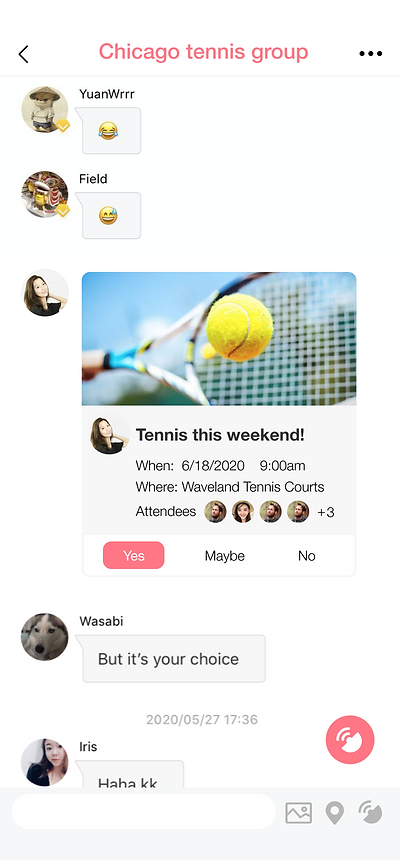 Chicago tennis group
YuanWrrr
Field
Tennis this weekend!
When: 6/18/2020 9:00am
Where: Waveland Tennis Courts
Attendees +3
Yes Maybe No
Wasabi
But it's your choice
2020/05/27 17:36
Iris
Haha kk